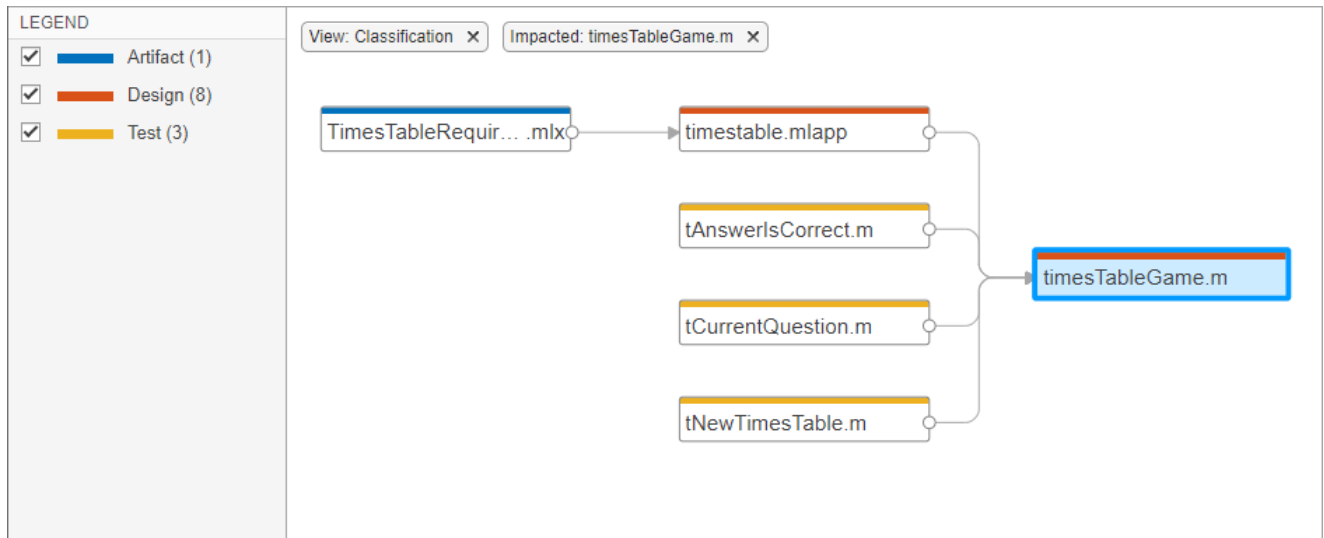 LEGEND
Artifact (1)
Design (8)
Test (3)
View: Classification ×
Impacted: timesTableGame.m ×
TimesTableRequir... .mlx
timestable.mlapp
tAnswerIsCorrect.m
timesTableGame.m
tCurrentQuestion.m
tNewTimesTable.m